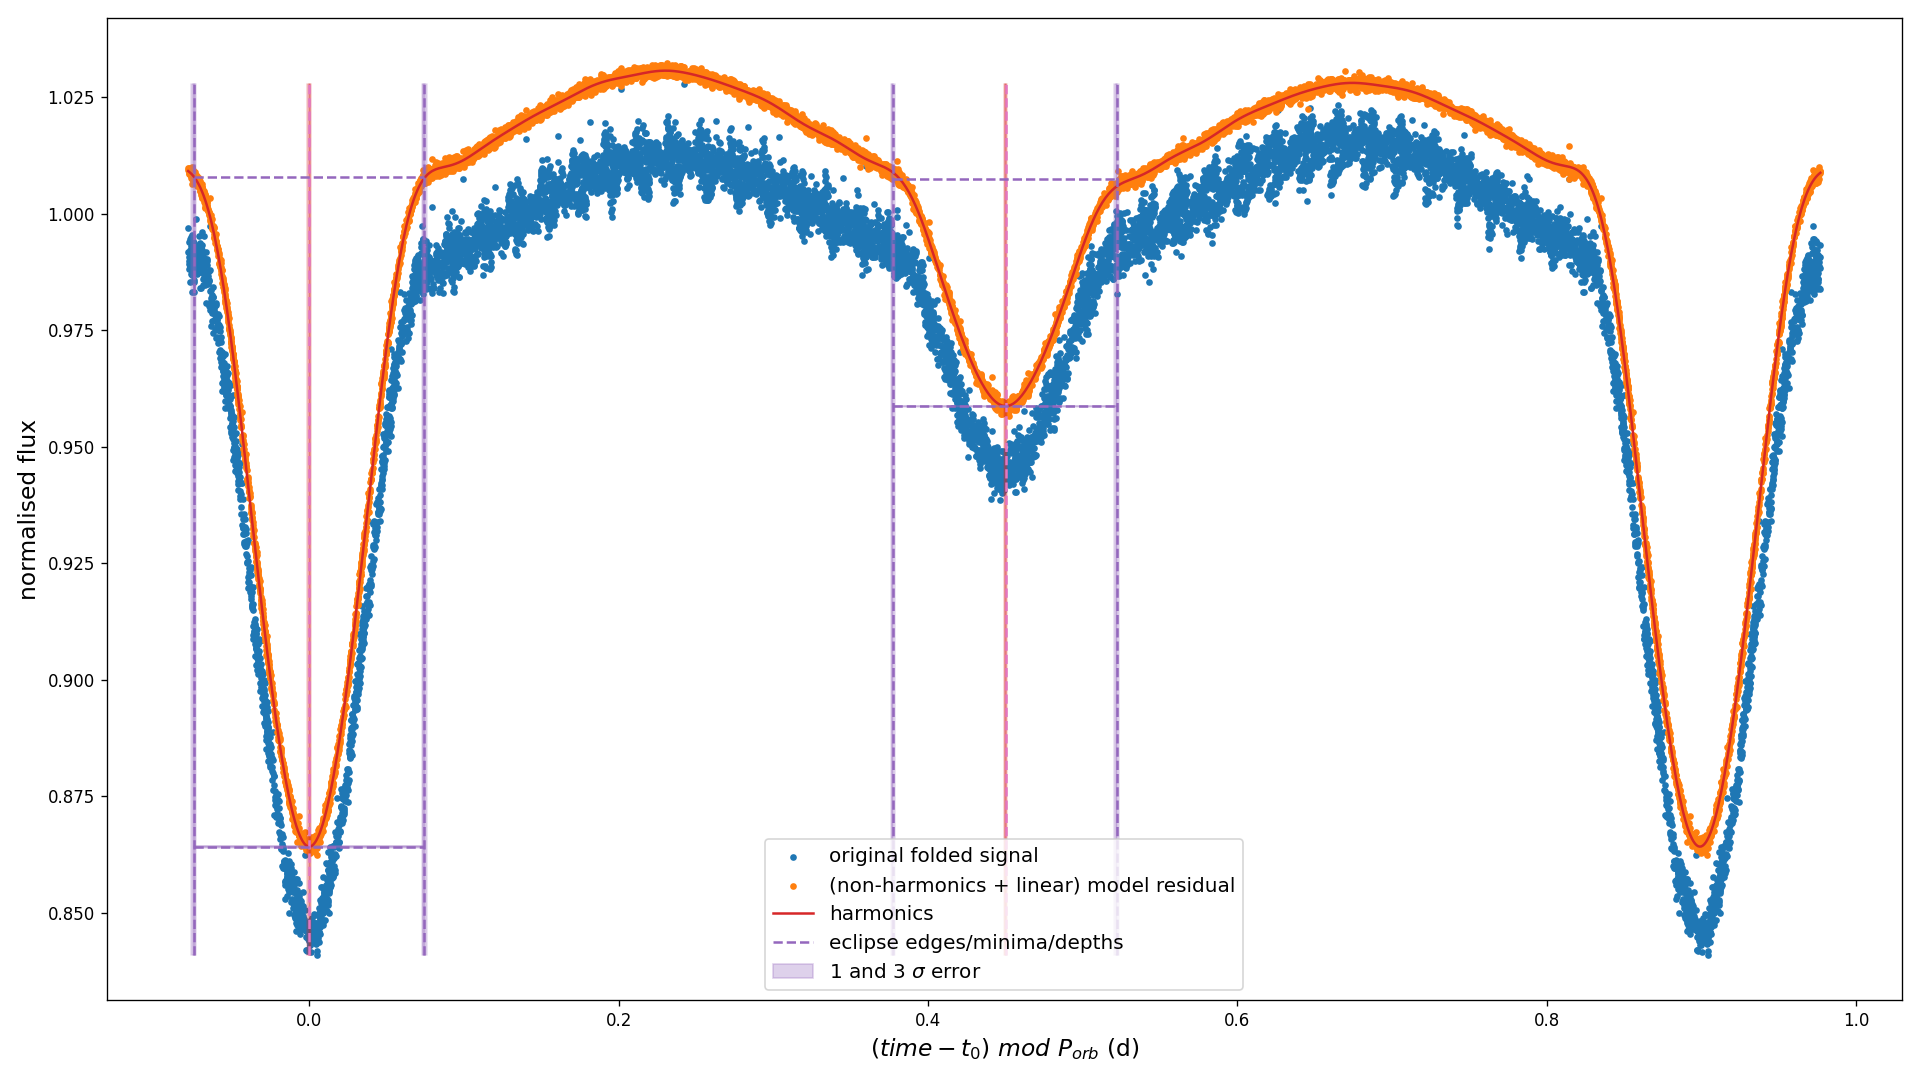 normalised flux
1.025
1.000
0.975
0.950
0.925
0.900
0.875
0.850
original folded signal
(non-harmonics + linear) model residual
harmonics
eclipse edges/minima/depths
1 and 3 σ error
0.0 0.2 0.4 0.6 0.8 1.0
(time − t₀) mod Pₒᵣb (d)